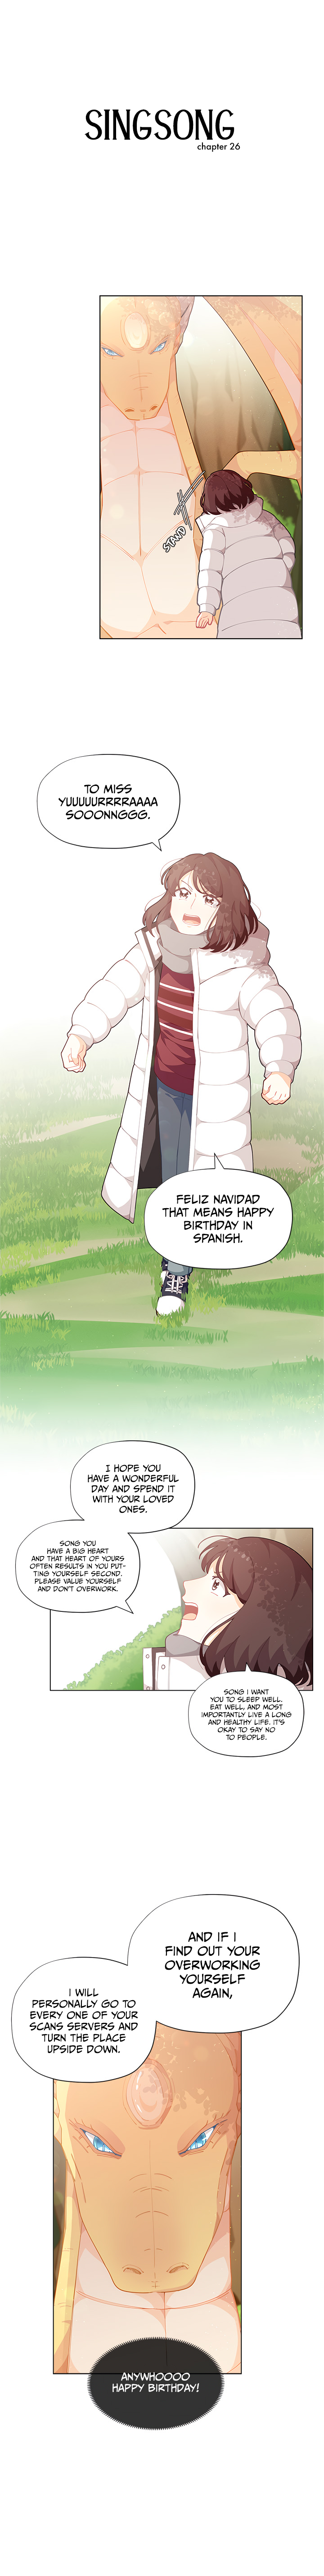 SINGSONG
chapter 26
STAND
TO MISS
YUUUUURRRRAAAA
SOOONNGGG.
FELIZ NAVIDAD
THAT MEANS HAPPY
BIRTHDAY IN
SPANISH.
I HOPE YOU
HAVE A WONDERFUL
DAY AND SPEND IT
WITH YOUR LOVED
ONES.
SONG YOU
HAVE A BIG HEART
AND THAT HEART OF YOURS
OFTEN RESULTS IN YOU PUT-
TING YOURSELF SECOND.
PLEASE VALUE YOURSELF
AND DON'T OVERWORK.
SONG I WANT
YOU TO SLEEP WELL.
EAT WELL, AND MOST
IMPORTANTLY LIVE A LONG
AND HEALTHY LIFE. IT'S
OKAY TO SAY NO
TO PEOPLE.
AND IF I
FIND OUT YOUR
OVERWORKING
YOURSELF
AGAIN,
I WILL
PERSONALLY GO TO
EVERY ONE OF YOUR
SCANS SERVERS AND
TURN THE PLACE
UPSIDE DOWN.
ANYWHOOOO
HAPPY BIRTHDAY!